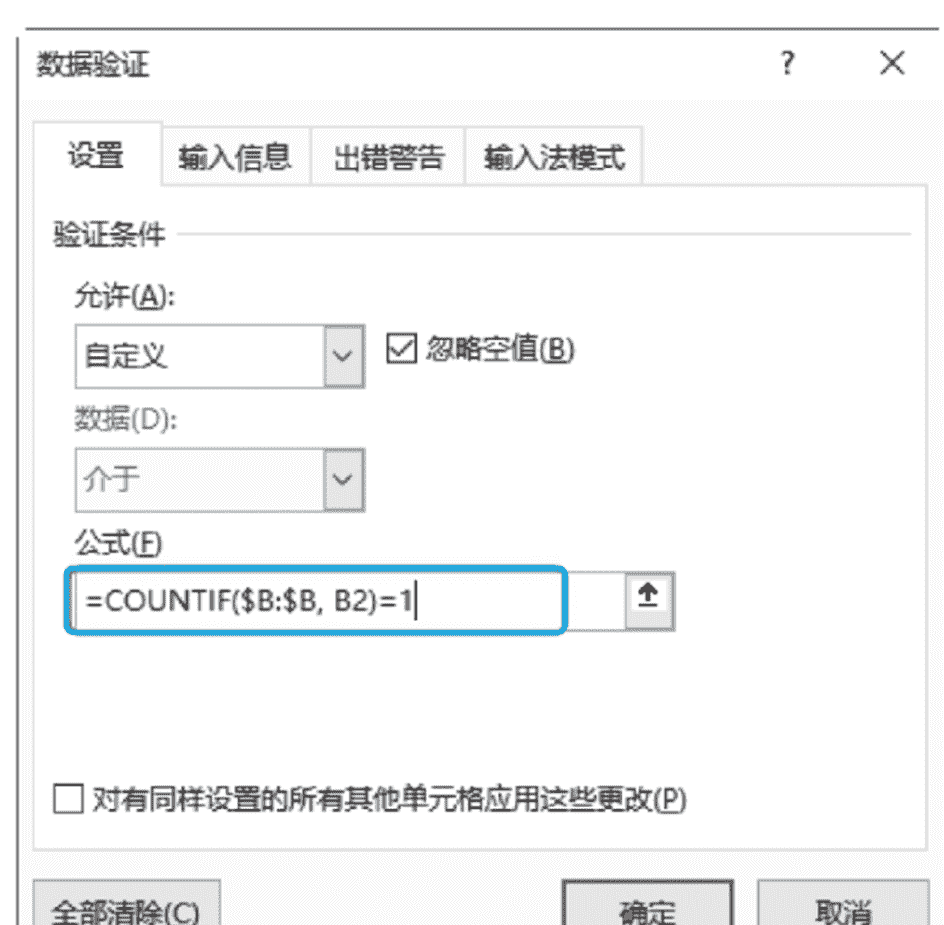 数据验证 ?
设置 输入信息 出错警告 输入法模式
验证条件
允许(A):
自定义 忽略空值(B)
数据(D):
介于
公式(F)
=COUNTIF($B:$B, B2)=1
对有同样设置的所有其他单元格应用这些更改(P)
全部清除(C) 确定 取消